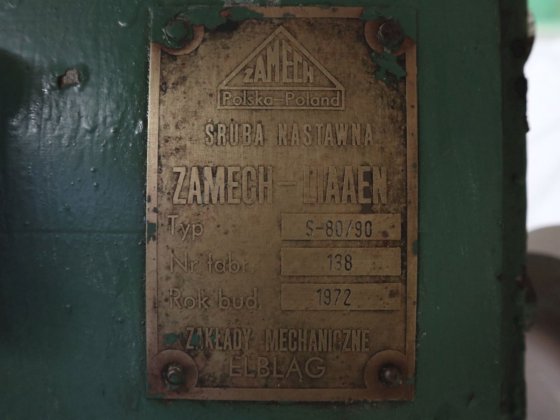 ZAMECH
Polska-Poland
ŚRUBA NASTAWNA
ZAMECH-LIAAEN
Typ S-80/90
Nr fabr. 138
Rok bud. 1972
ZAKŁADY MECHANICZNE
ELBLĄG